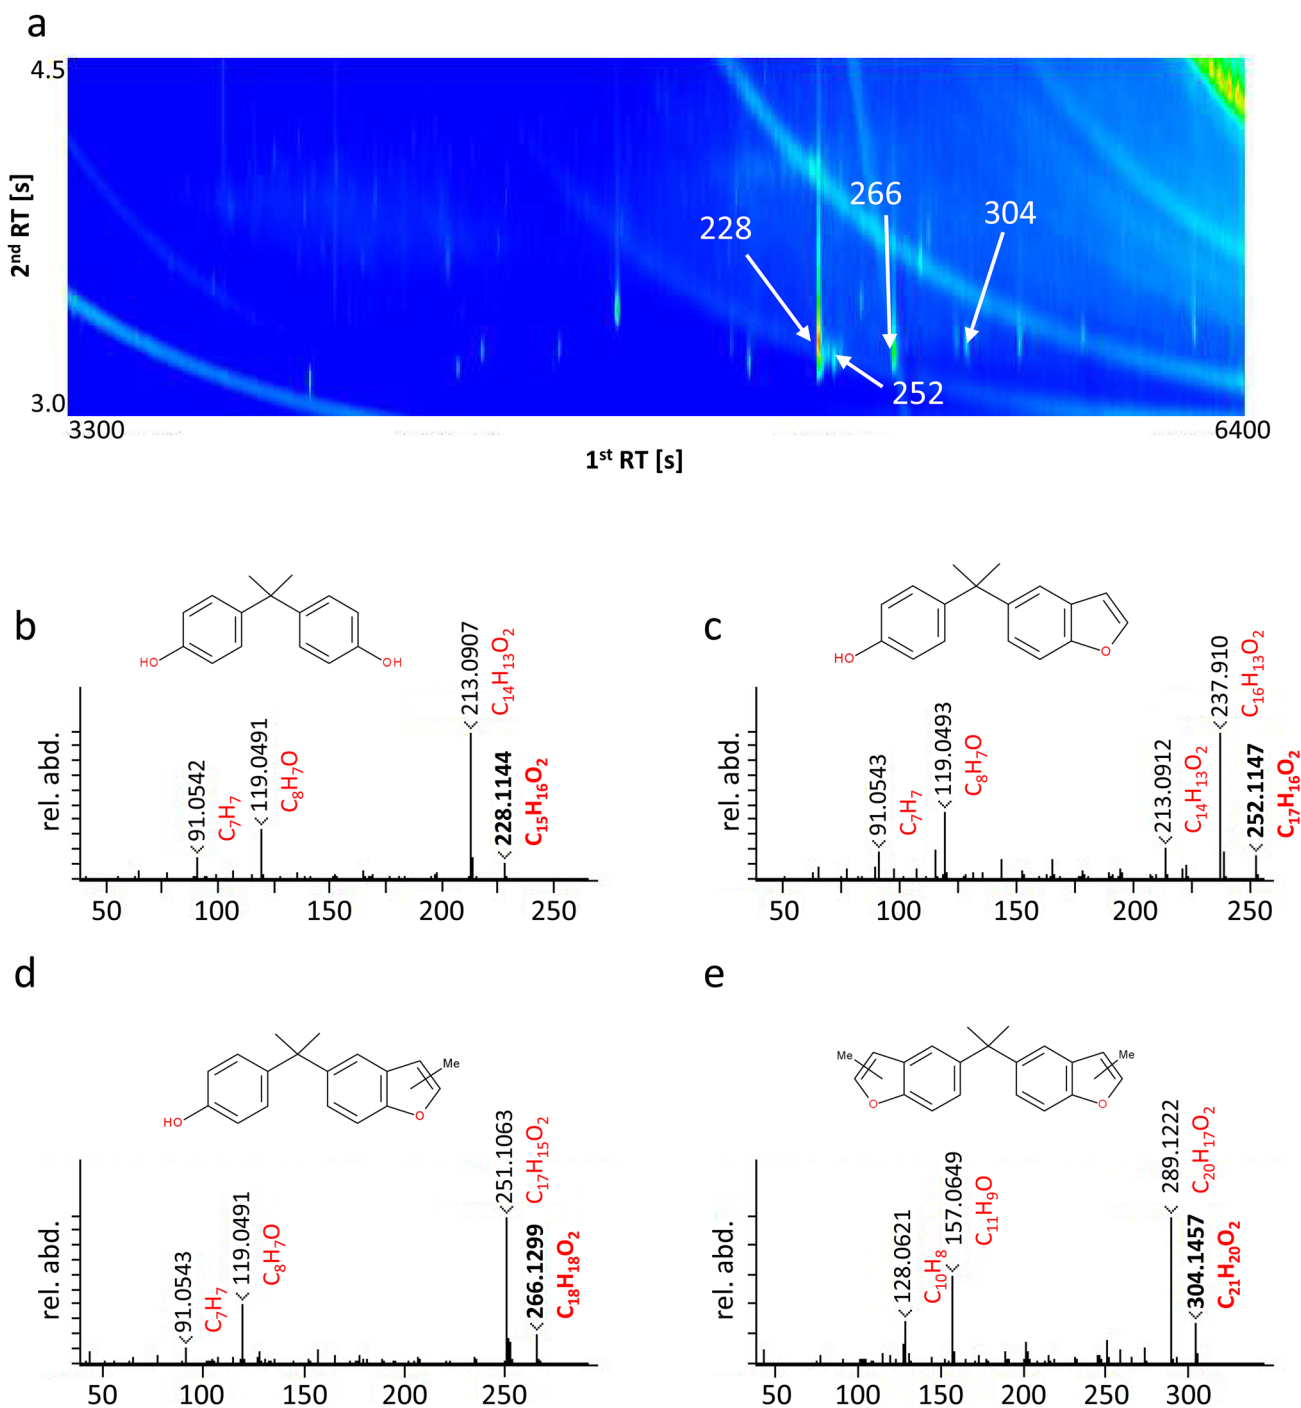 a
4.5
2nd RT [s]
3.0
228
266
304
252
3300
6400
1st RT [s]
b
HO
OH
rel. abd.
91.0542
C7H7
119.0491
C8H7O
213.0907
C14H13O2
228.1144
C15H16O2
50 100 150 200 250
c
HO
O
rel. abd.
91.0543
C7H7
119.0493
C8H7O
213.0912
C14H13O2
237.910
C16H13O2
252.1147
C17H16O2
50 100 150 200 250
d
HO
O
Me
rel. abd.
91.0543
C7H7
119.0491
C8H7O
251.1063
C17H15O2
266.1299
C18H18O2
50 100 150 200 250
e
Me
O
O
Me
rel. abd.
128.0621
C10H8
157.0649
C11H9O
289.1222
C20H17O2
304.1457
C21H20O2
50 100 150 200 250 300